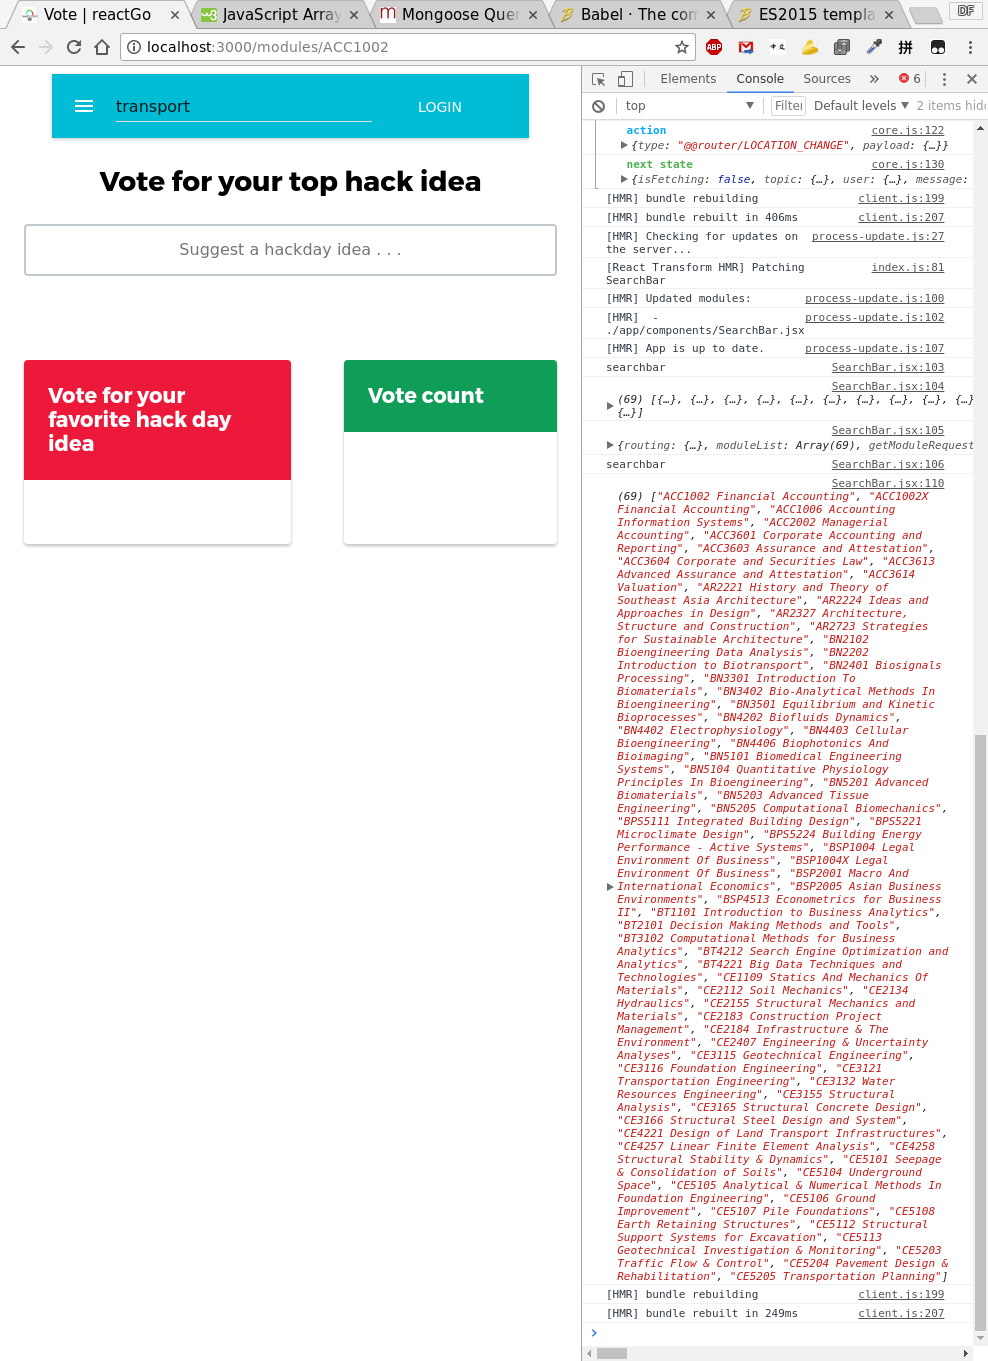 Vote | reactGo
JavaScript Array
Mongoose Quer
Babel · The con
ES2015 templa
DF
localhost:3000/modules/ACC1002
ABP
transport
LOGIN
Vote for your top hack idea
Suggest a hackday idea . . .
Vote for your
favorite hack day
idea
Vote count
Elements
Console
Sources
»
6
top
Filter
Default levels
2 items hid
action
core.js:122
{type: "@@router/LOCATION_CHANGE", payload: {…}}
next state
core.js:130
{isFetching: false, topic: {…}, user: {…}, message:
[HMR] bundle rebuilding
client.js:199
[HMR] bundle rebuilt in 406ms
client.js:207
[HMR] Checking for updates on
the server...
process-update.js:27
[React Transform HMR] Patching
SearchBar
index.js:81
[HMR] Updated modules:
process-update.js:100
[HMR]  -
./app/components/SearchBar.jsx
process-update.js:102
[HMR] App is up to date.
process-update.js:107
searchbar
SearchBar.jsx:103
SearchBar.jsx:104
(69) [{…}, {…}, {…}, {…}, {…}, {…}, {…}, {…}, {…}, {…}
{…}]
SearchBar.jsx:105
{routing: {…}, moduleList: Array(69), getModuleRequest
searchbar
SearchBar.jsx:106
SearchBar.jsx:110
(69) ["ACC1002 Financial Accounting", "ACC1002X
Financial Accounting", "ACC1006 Accounting
Information Systems", "ACC2002 Managerial
Accounting", "ACC3601 Corporate Accounting and
Reporting", "ACC3603 Assurance and Attestation",
"ACC3604 Corporate and Securities Law", "ACC3613
Advanced Assurance and Attestation", "ACC3614
Valuation", "AR2221 History and Theory of
Southeast Asia Architecture", "AR2224 Ideas and
Approaches in Design", "AR2327 Architecture,
Structure and Construction", "AR2723 Strategies
for Sustainable Architecture", "BN2102
Bioengineering Data Analysis", "BN2202
Introduction to Biotransport", "BN2401 Biosignals
Processing", "BN3301 Introduction To
Biomaterials", "BN3402 Bio-Analytical Methods In
Bioengineering", "BN3501 Equilibrium and Kinetic
Bioprocesses", "BN4202 Biofluids Dynamics",
"BN4402 Electrophysiology", "BN4403 Cellular
Bioengineering", "BN4406 Biophotonics And
Bioimaging", "BN5101 Biomedical Engineering
Systems", "BN5104 Quantitative Physiology
Principles In Bioengineering", "BN5201 Advanced
Biomaterials", "BN5203 Advanced Tissue
Engineering", "BN5205 Computational Biomechanics",
"BPS5111 Integrated Building Design", "BPS5221
Microclimate Design", "BPS5224 Building Energy
Performance - Active Systems", "BSP1004 Legal
Environment Of Business", "BSP1004X Legal
Environment Of Business", "BSP2001 Macro And
International Economics", "BSP2005 Asian Business
Environments", "BSP4513 Econometrics for Business
II", "BT1101 Introduction to Business Analytics",
"BT2101 Decision Making Methods and Tools",
"BT3102 Computational Methods for Business
Analytics", "BT4212 Search Engine Optimization and
Analytics", "BT4221 Big Data Techniques and
Technologies", "CE1109 Statics And Mechanics Of
Materials", "CE2112 Soil Mechanics", "CE2134
Hydraulics", "CE2155 Structural Mechanics and
Materials", "CE2183 Construction Project
Management", "CE2184 Infrastructure & The
Environment", "CE2407 Engineering & Uncertainty
Analyses", "CE3115 Geotechnical Engineering",
"CE3116 Foundation Engineering", "CE3121
Transportation Engineering", "CE3132 Water
Resources Engineering", "CE3155 Structural
Analysis", "CE3165 Structural Concrete Design",
"CE3166 Structural Steel Design and System",
"CE4221 Design of Land Transport Infrastructures",
"CE4257 Linear Finite Element Analysis", "CE4258
Structural Stability & Dynamics", "CE5101 Seepage
& Consolidation of Soils", "CE5104 Underground
Space", "CE5105 Analytical & Numerical Methods In
Foundation Engineering", "CE5106 Ground
Improvement", "CE5107 Pile Foundations", "CE5108
Earth Retaining Structures", "CE5112 Structural
Support Systems for Excavation", "CE5113
Geotechnical Investigation & Monitoring", "CE5203
Traffic Flow & Control", "CE5204 Pavement Design &
Rehabilitation", "CE5205 Transportation Planning"]
[HMR] bundle rebuilding
client.js:199
[HMR] bundle rebuilt in 249ms
client.js:207